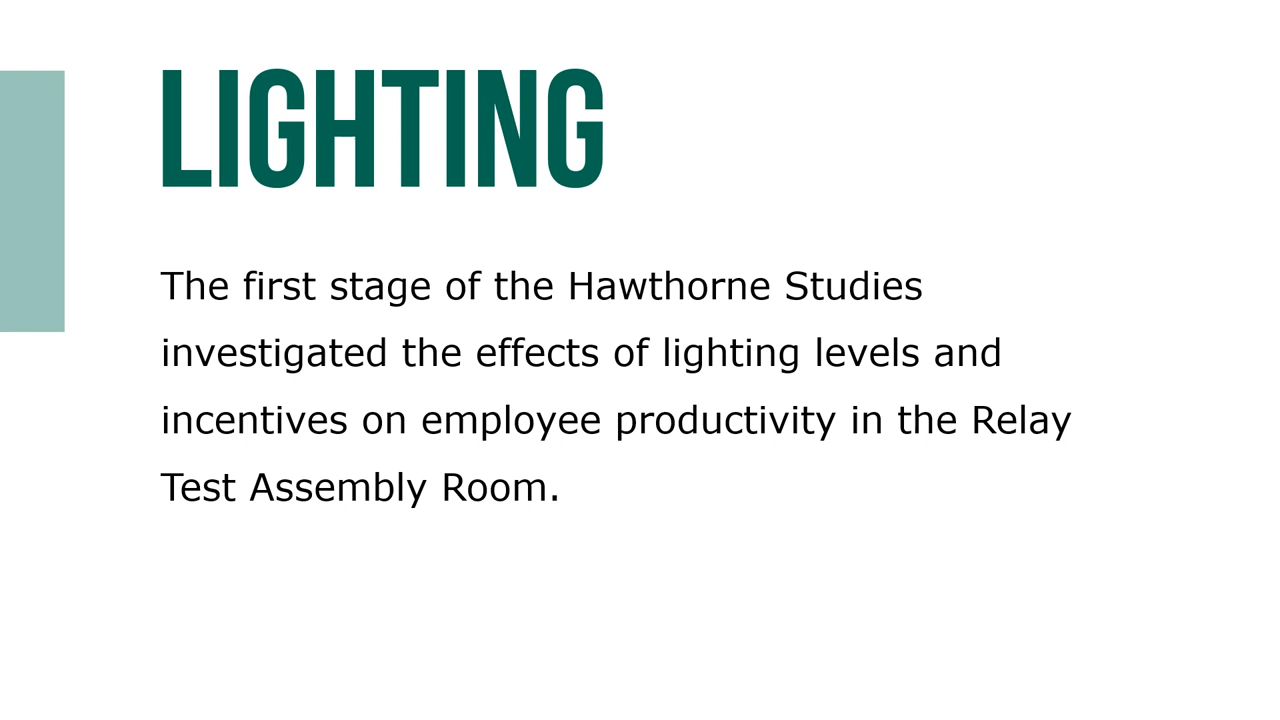 LIGHTING
The first stage of the Hawthorne Studies
investigated the effects of lighting levels and
incentives on employee productivity in the Relay
Test Assembly Room.